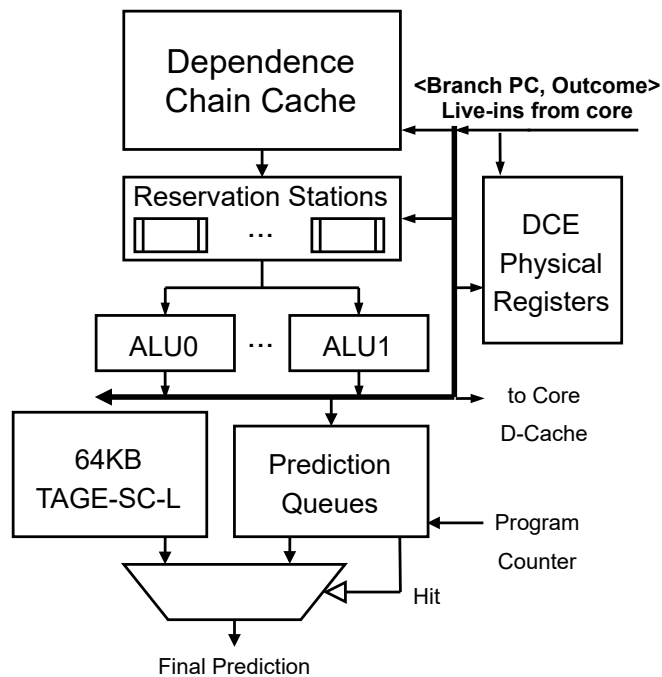 Dependence
Chain Cache
<Branch PC, Outcome>
Live-ins from core
Reservation Stations
...
DCE
Physical
Registers
ALU0
...
ALU1
to Core
D-Cache
64KB
TAGE-SC-L
Prediction
Queues
Program
Counter
Hit
Final Prediction